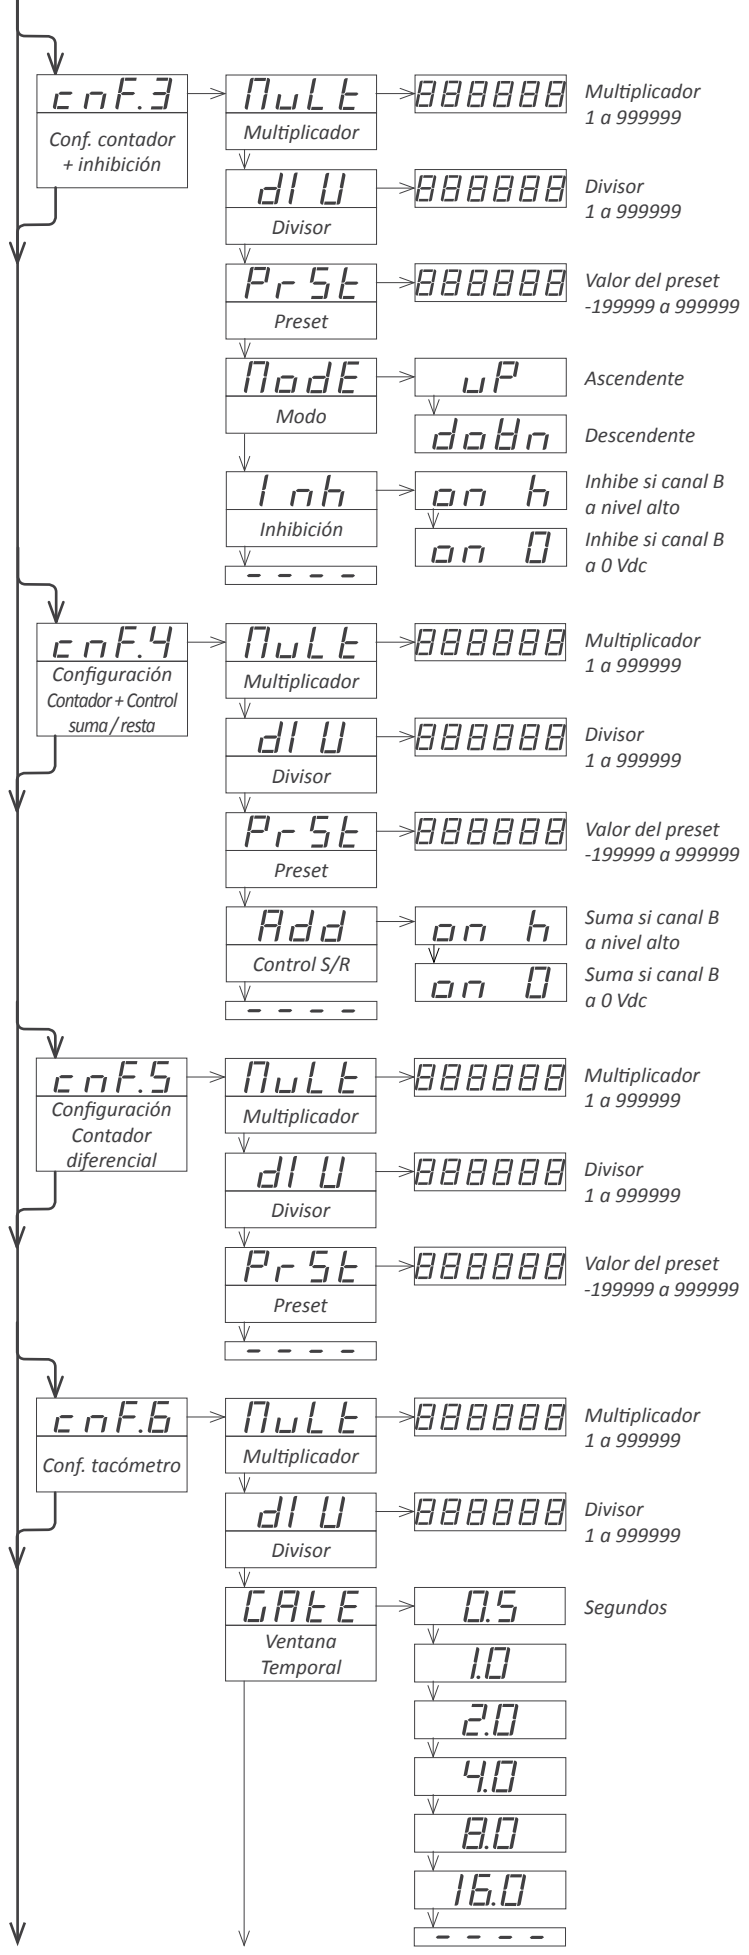 cnF.3
Conf. contador
+ inhibición
MuLt
Multiplicador
888888
Multiplicador
1 a 999999
dIV
Divisor
888888
Divisor
1 a 999999
PrSt
Preset
888888
Valor del preset
-199999 a 999999
ModE
Modo
uP
Ascendente
doWn
Descendente
Inh
Inhibición
on h
Inhibe si canal B
a nivel alto
on 0
Inhibe si canal B
a 0 Vdc
- - - -
cnF.4
Configuración
Contador + Control
suma / resta
MuLt
Multiplicador
888888
Multiplicador
1 a 999999
dIV
Divisor
888888
Divisor
1 a 999999
PrSt
Preset
888888
Valor del preset
-199999 a 999999
Add
Control S/R
on h
Suma si canal B
a nivel alto
on 0
Suma si canal B
a 0 Vdc
- - - -
cnF.5
Configuración
Contador
diferencial
MuLt
Multiplicador
888888
Multiplicador
1 a 999999
dIV
Divisor
888888
Divisor
1 a 999999
PrSt
Preset
888888
Valor del preset
-199999 a 999999
- - - -
cnF.6
Conf. tacómetro
MuLt
Multiplicador
888888
Multiplicador
1 a 999999
dIV
Divisor
888888
Divisor
1 a 999999
GAtE
Ventana
Temporal
0.5
Segundos
1.0
2.0
4.0
8.0
16.0
- - - -